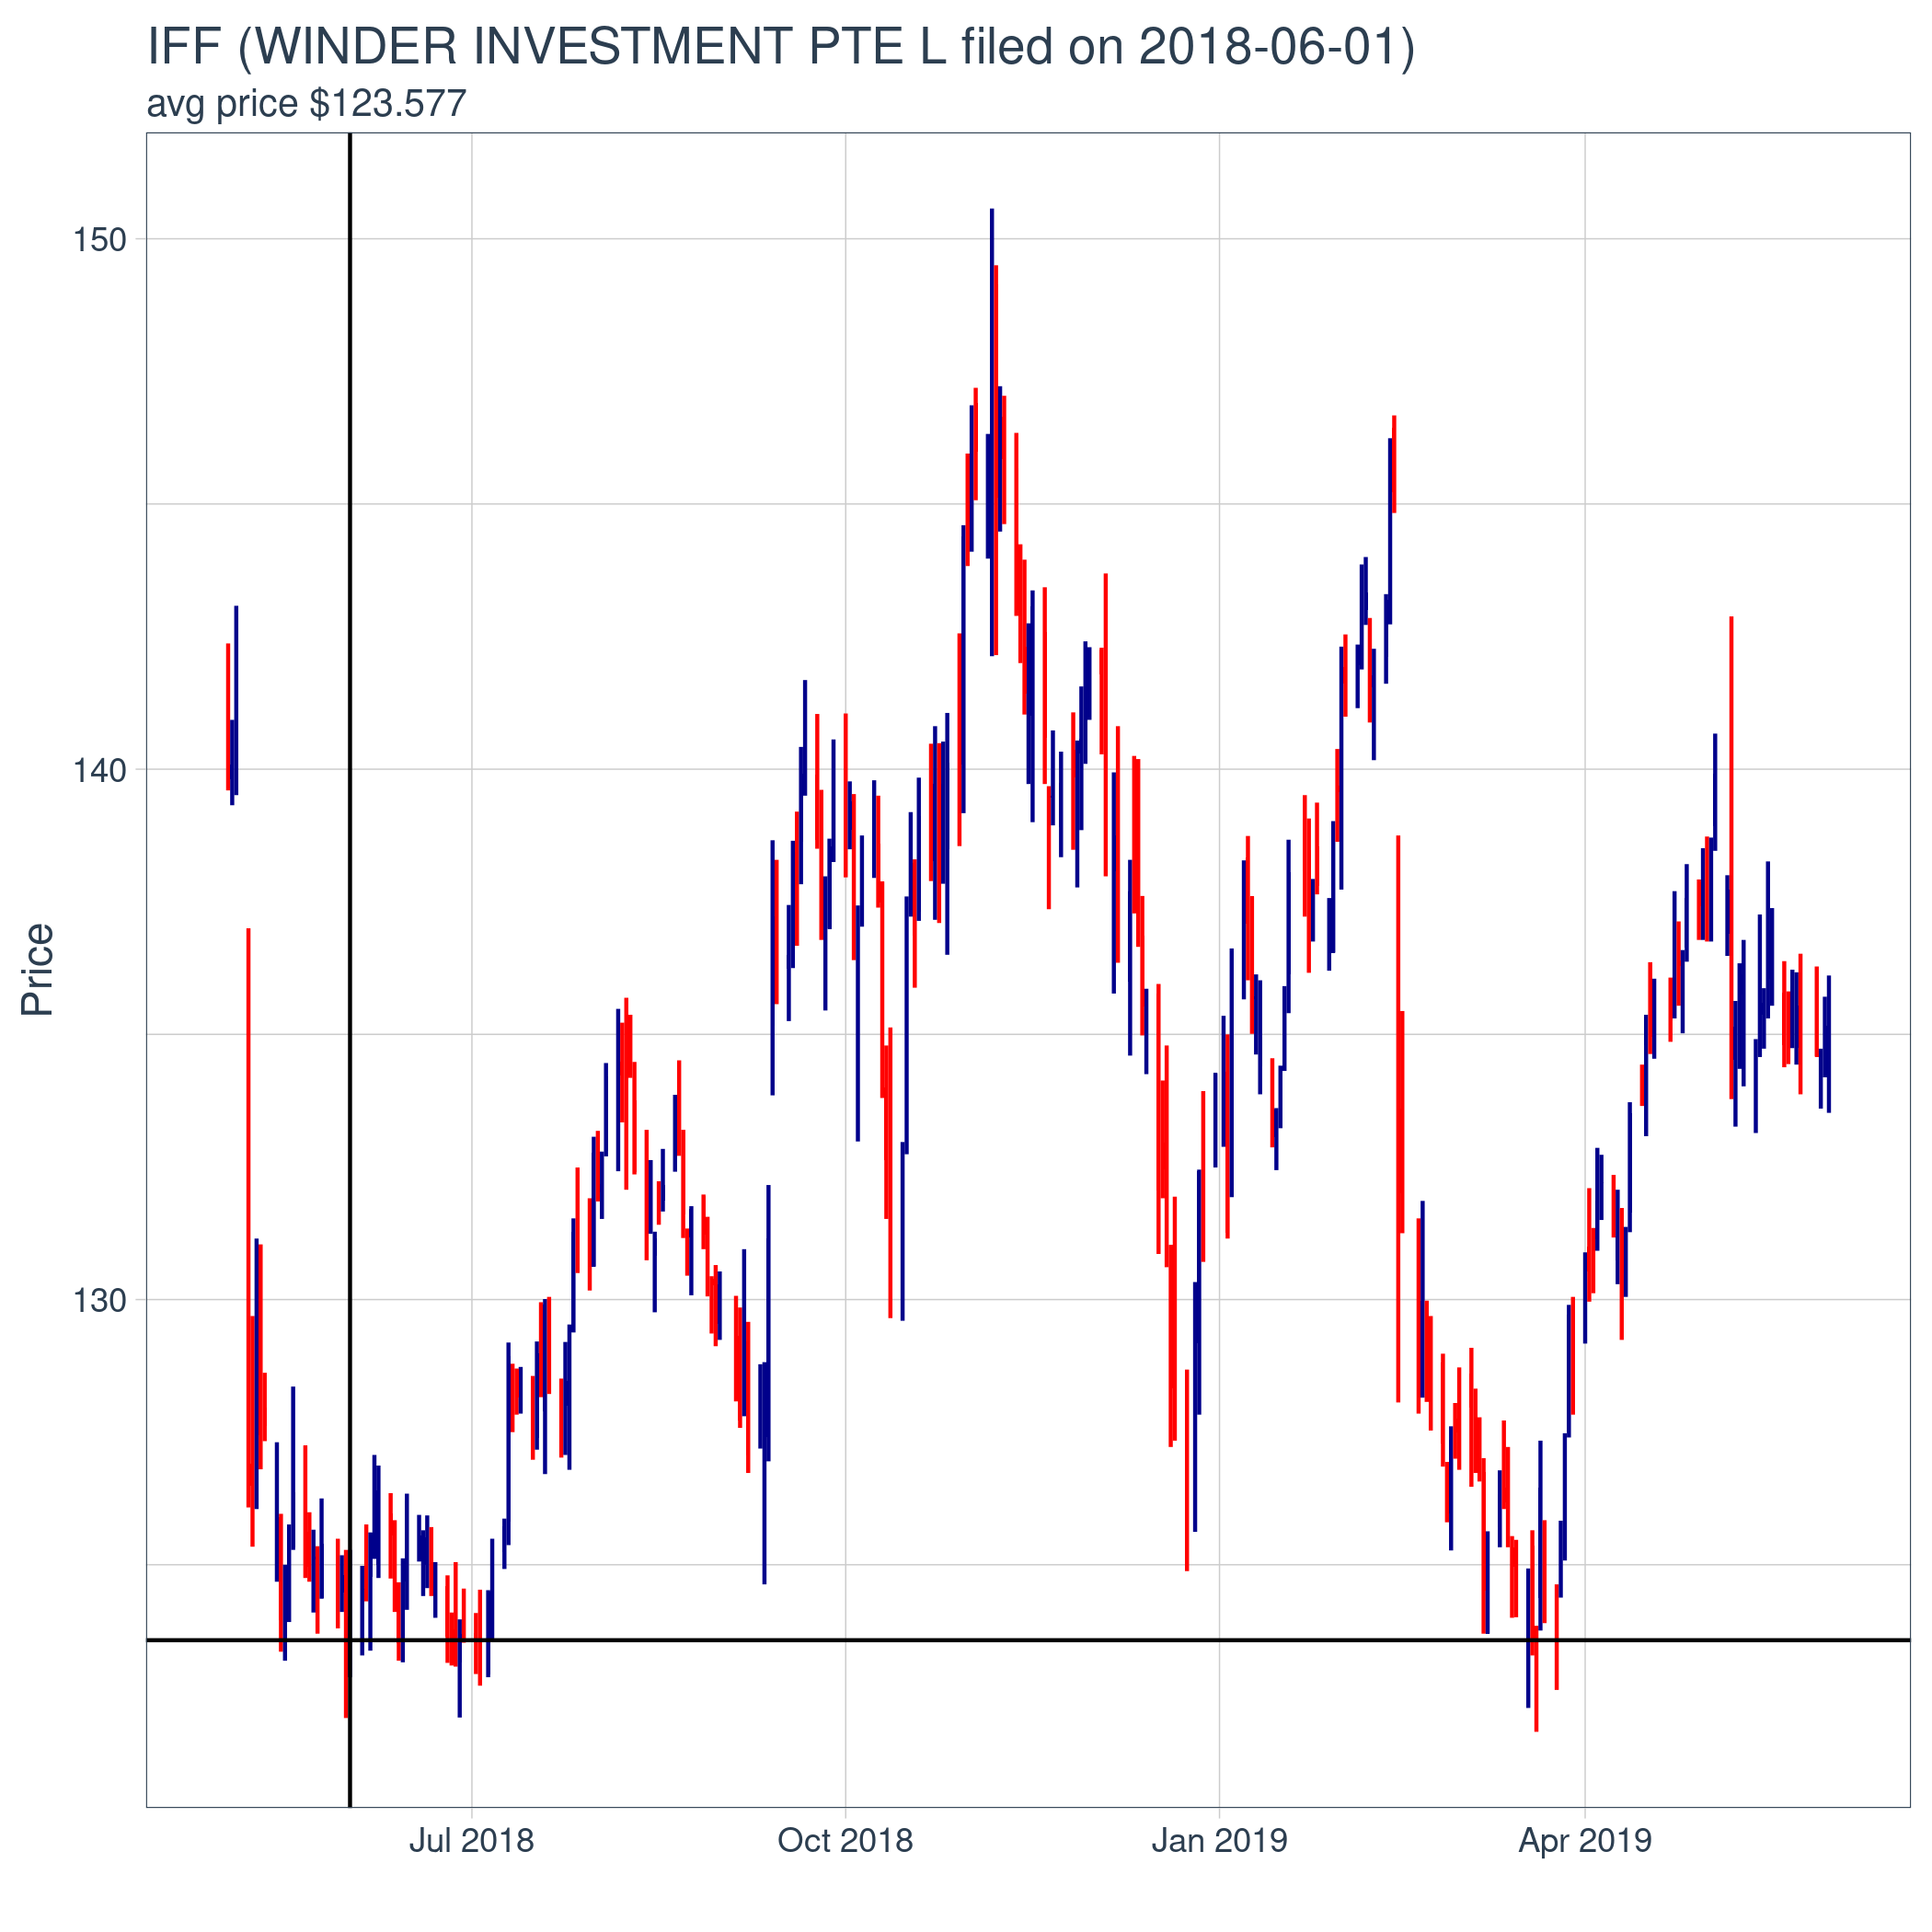 IFF (WINDER INVESTMENT PTE L filed on 2018-06-01)
avg price $123.577
150
140
130
Price
Jul 2018
Oct 2018
Jan 2019
Apr 2019